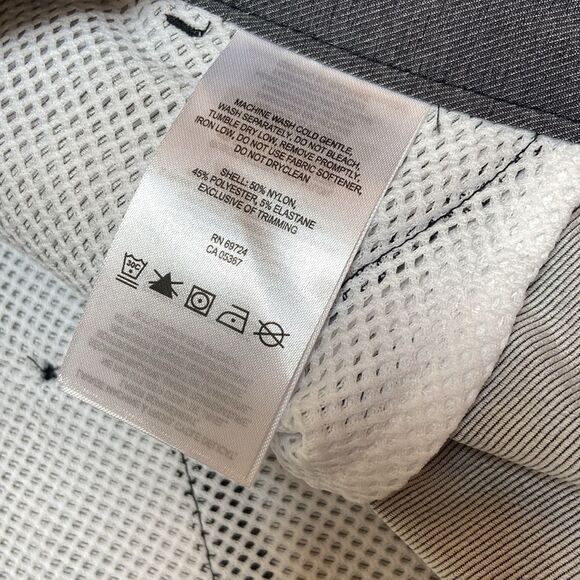 MACHINE WASH COLD GENTLE,
WASH SEPARATELY, DO NOT BLEACH,
TUMBLE DRY LOW, REMOVE PROMPTLY,
IRON LOW, DO NOT USE FABRIC SOFTENER,
DO NOT DRYCLEAN
SHELL: 50% NYLON,
45% POLYESTER, 5% ELASTANE
EXCLUSIVE OF TRIMMING
RN 69724
CA 05367
30C